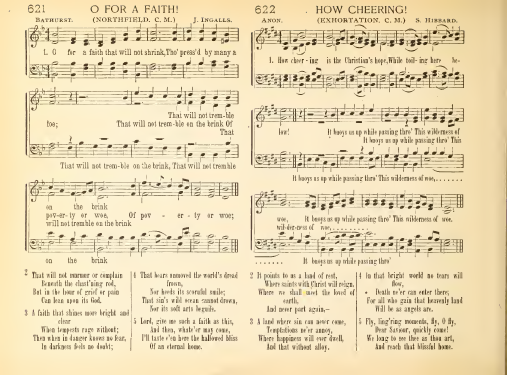 621 O FOR A FAITH!
BATHURST. (NORTHFIELD. C. M.) J. INGALLS.
1. O for a faith that will not shrink, Tho' press'd by many a
That will not trem-ble
foe; That will not trem-ble on the brink Of
That
That will not trem-ble on the brink, That will not tremble
on the brink
pov-er-ty or woe, Of pov - er - ty or woe;
will not tremble on the brink
on the brink
2 That will not murmur or complain
Beneath the chast'ning rod,
But in the hour of grief or pain
Can lean upon its God.
3 A faith that shines more bright and
clear
When tempests rage without;
That when in danger knows no fear,
In darkness feels no doubt;
4 That bears unmoved the world's dread
frown,
Nor heeds its scornful smile;
That sin's wild ocean cannot drown,
Nor its soft arts beguile.
5 Lord, give me such a faith as this,
And then, whate'er may come,
I'll taste e'en here the hallowed bliss
Of an eternal home.
622 HOW CHEERING!
ANON. (EXHORTATION. C. M.) S. HIBBARD.
1. How cheer-ing is the Christian's hope, While toil-ing here be-
low! It buoys us up while passing thro' This wilderness of
It buoys us up while passing thro' This
It buoys us up while passing thro' This wilderness of woe,......
woe, It buoys us up while passing thro' This wilderness of woe.
wil-der-ness of woe,..........
It buoys us up while passing thro'
2 It points us to a land of rest,
Where saints with Christ will reign.
Where we shall meet the loved of
earth,
And never part again,—
3 A land where sin can never come,
Temptations ne'er annoy,
Where happiness will ever dwell,
And that without alloy.
4 In that bright world no tears will
flow,
Death ne'er can enter there;
For all who gain that heavenly land
Will be as angels are.
5 Fly, ling'ring moments, fly, O fly,
Dear Saviour, quickly come!
We long to see thee as thou art,
And reach that blissful home.